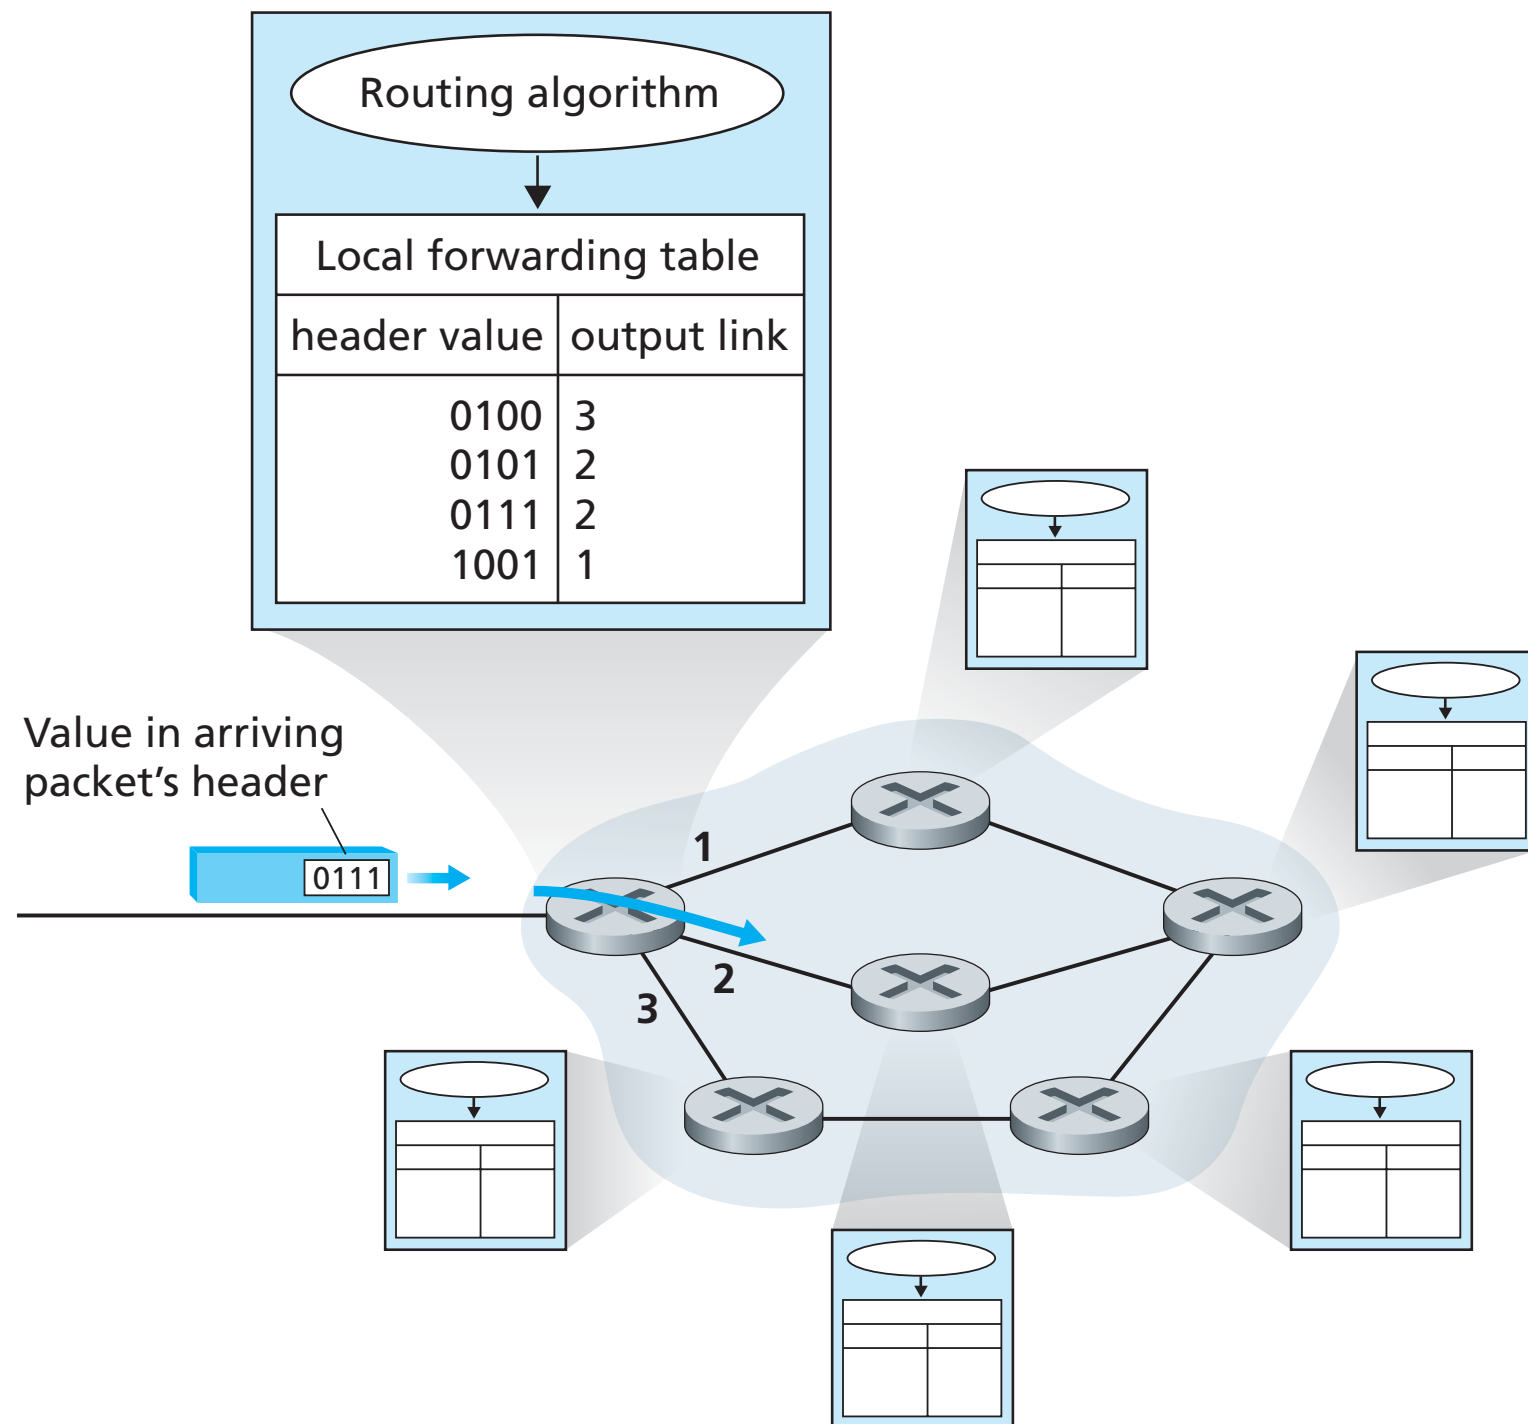 Routing algorithm
Local forwarding table
header value output link
0100 3
0101 2
0111 2
1001 1
Value in arriving
packet's header
0111
1
2
3